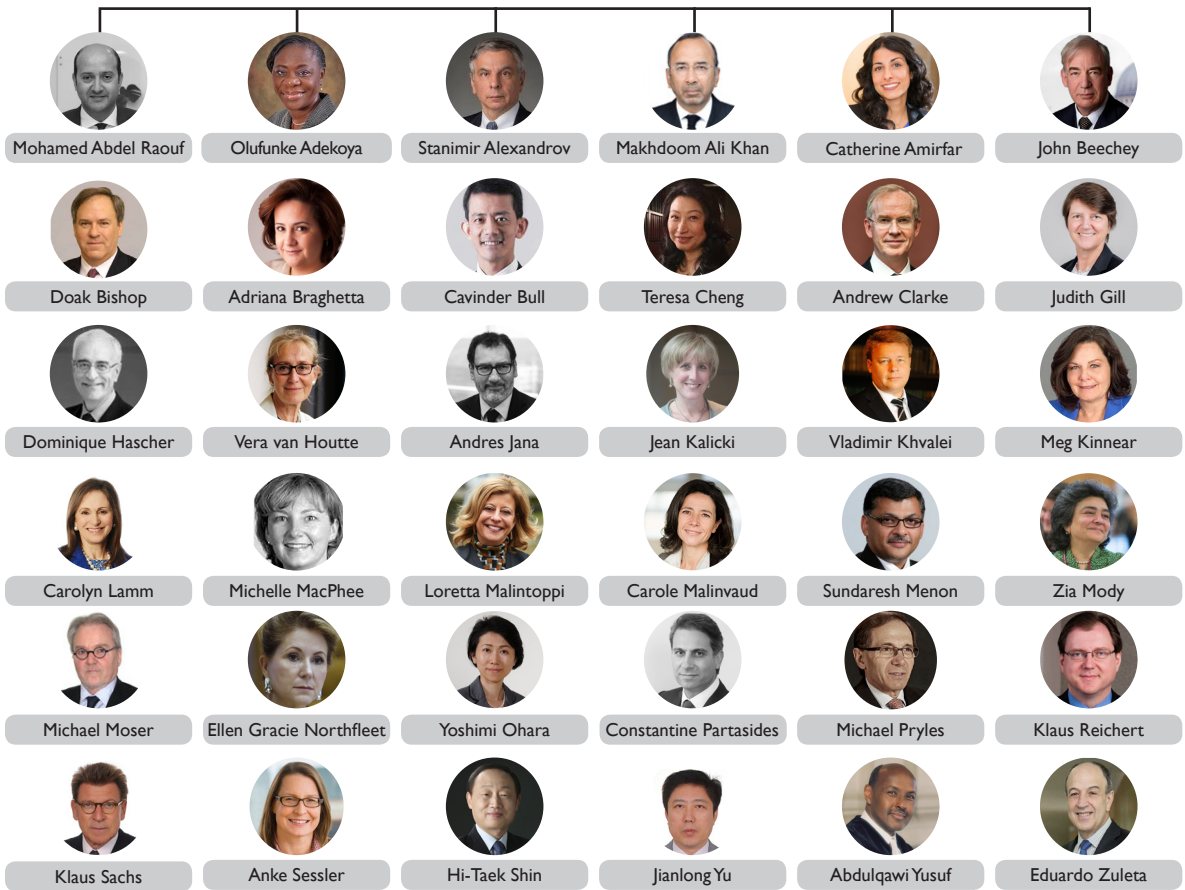 Mohamed Abdel Raouf
Olufunke Adekoya
Stanimir Alexandrov
Makhdoom Ali Khan
Catherine Amirfar
John Beechey
Doak Bishop
Adriana Braghetta
Cavinder Bull
Teresa Cheng
Andrew Clarke
Judith Gill
Dominique Hascher
Vera van Houtte
Andres Jana
Jean Kalicki
Vladimir Khvalei
Meg Kinnear
Carolyn Lamm
Michelle MacPhee
Loretta Malintoppi
Carole Malinvaud
Sundaresh Menon
Zia Mody
Michael Moser
Ellen Gracie Northfleet
Yoshimi Ohara
Constantine Partasides
Michael Pryles
Klaus Reichert
Klaus Sachs
Anke Sessler
Hi-Taek Shin
Jianlong Yu
Abdulqawi Yusuf
Eduardo Zuleta